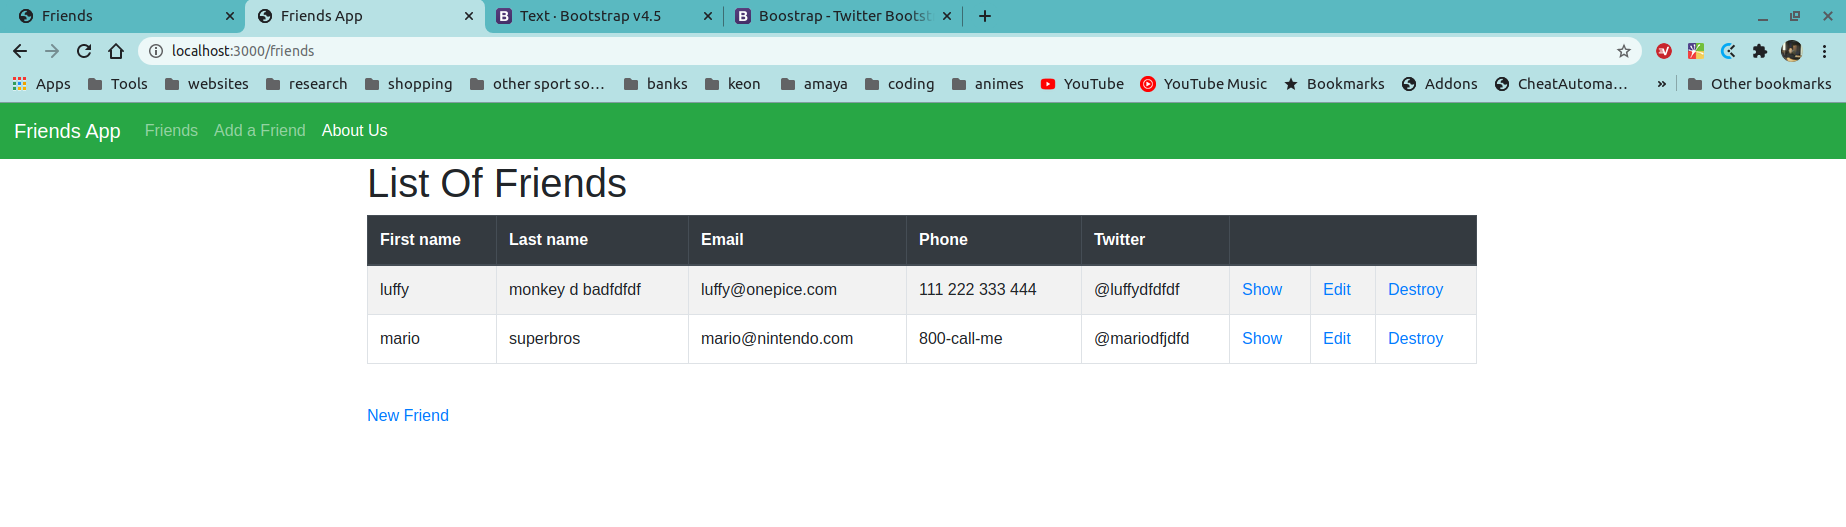 Friends Friends App Text · Bootstrap v4.5 Boostrap - Twitter Bootst
localhost:3000/friends
Apps Tools websites research shopping other sport so... banks keon amaya coding animes YouTube YouTube Music Bookmarks Addons CheatAutoma... » Other bookmarks
Friends App Friends Add a Friend About Us
List Of Friends
First name Last name Email Phone Twitter
luffy monkey d badfdfdf luffy@onepice.com 111 222 333 444 @luffydfdfdf Show Edit Destroy
mario superbros mario@nintendo.com 800-call-me @mariodfjdfd Show Edit Destroy
New Friend